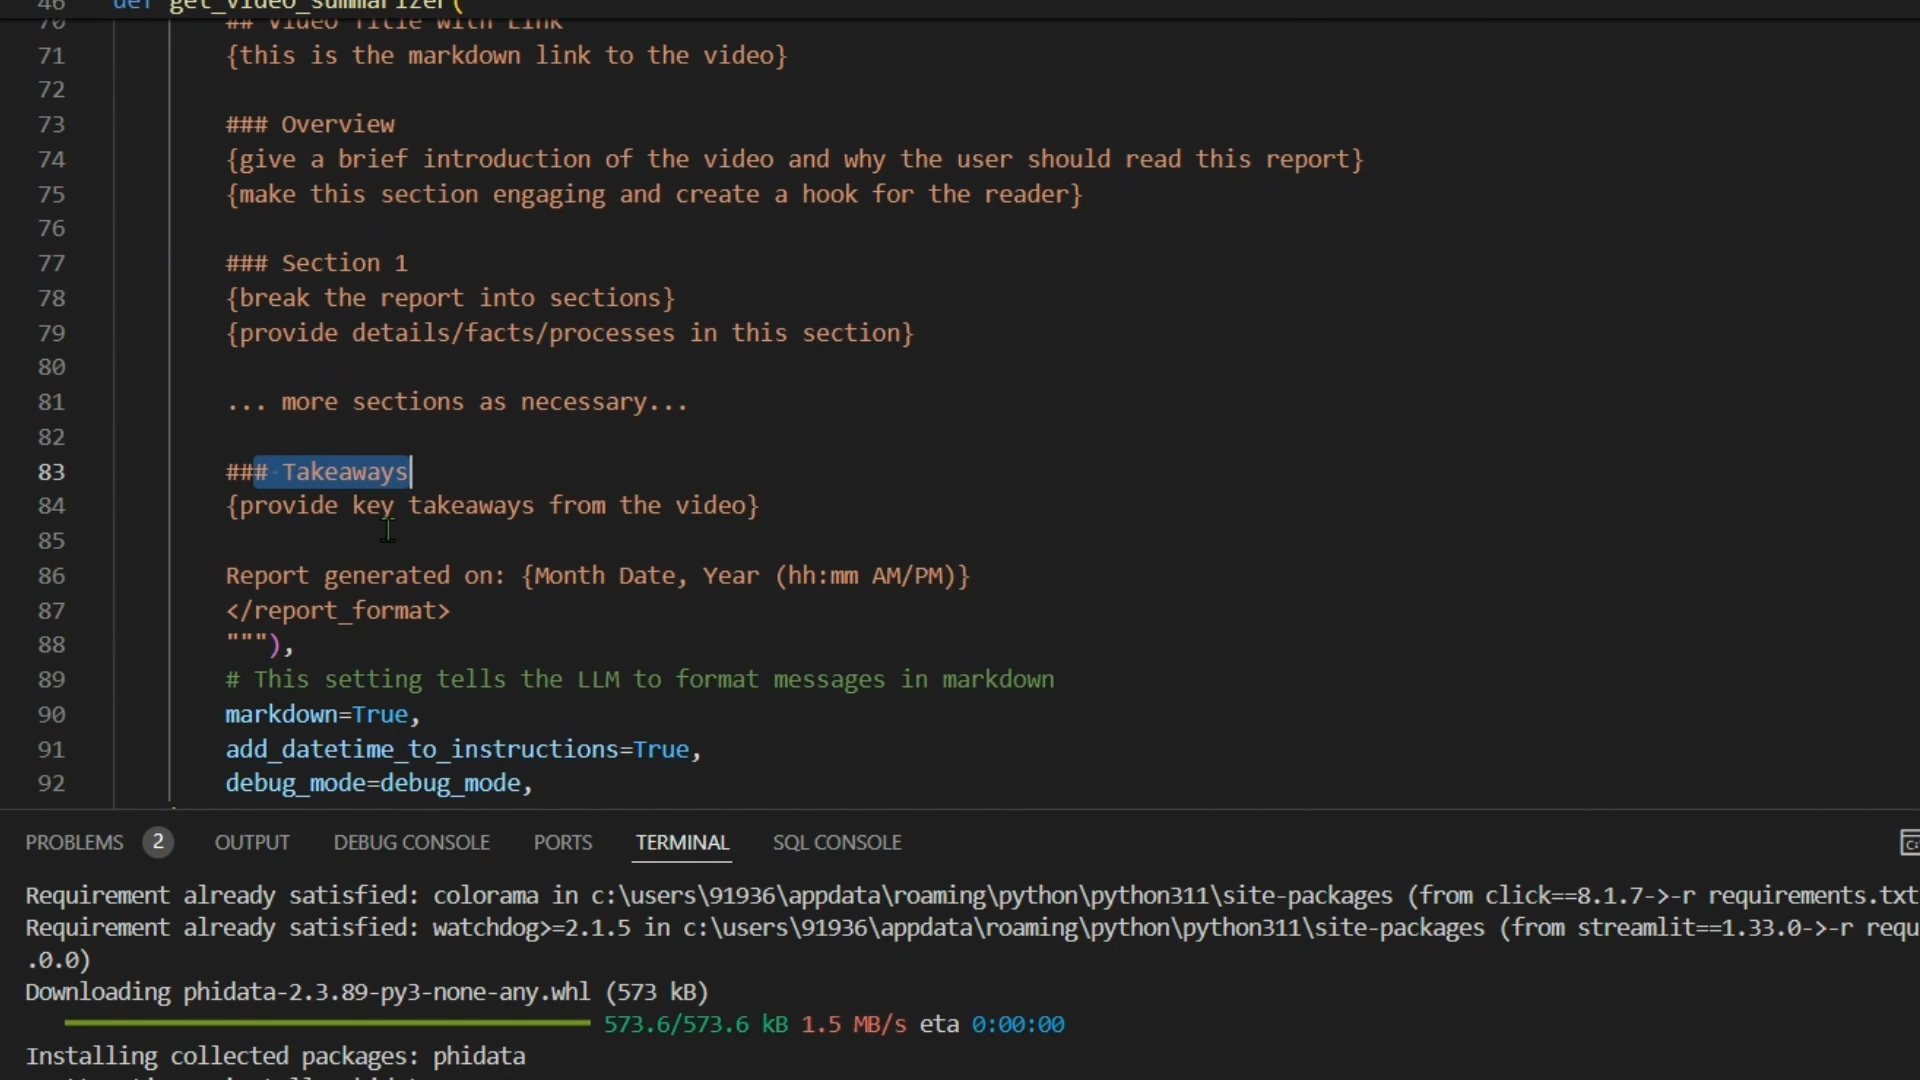 46 def get_video_summarizer(
70 ## Video Title with Link
71 {this is the markdown link to the video}
72
73 ### Overview
74 {give a brief introduction of the video and why the user should read this report}
75 {make this section engaging and create a hook for the reader}
76
77 ### Section 1
78 {break the report into sections}
79 {provide details/facts/processes in this section}
80
81 ... more sections as necessary...
82
83 ### Takeaways
84 {provide key takeaways from the video}
85
86 Report generated on: {Month Date, Year (hh:mm AM/PM)}
87 </report_format>
88 """),
89 # This setting tells the LLM to format messages in markdown
90 markdown=True,
91 add_datetime_to_instructions=True,
92 debug_mode=debug_mode,
PROBLEMS 2 OUTPUT DEBUG CONSOLE PORTS TERMINAL SQL CONSOLE
Requirement already satisfied: colorama in c:\users\91936\appdata\roaming\python\python311\site-packages (from click==8.1.7->-r requirements.txt
Requirement already satisfied: watchdog>=2.1.5 in c:\users\91936\appdata\roaming\python\python311\site-packages (from streamlit==1.33.0->-r requ
.0.0)
Downloading phidata-2.3.89-py3-none-any.whl (573 kB)
573.6/573.6 kB 1.5 MB/s eta 0:00:00
Installing collected packages: phidata